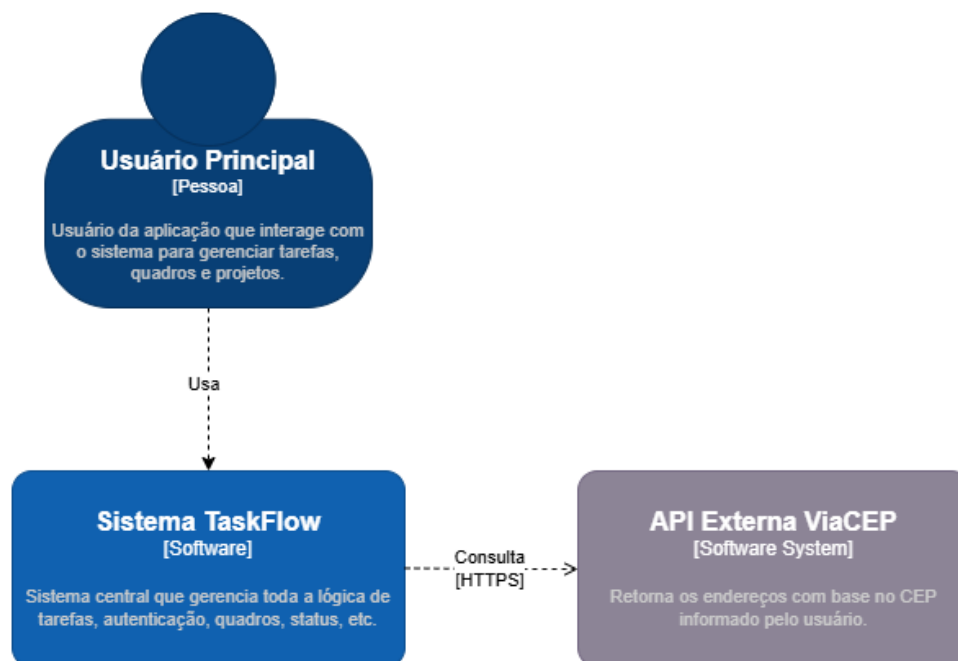 Usuário Principal
[Pessoa]
Usuário da aplicação que interage com
o sistema para gerenciar tarefas,
quadros e projetos.
Usa
Sistema TaskFlow
[Software]
Sistema central que gerencia toda a lógica de
tarefas, autenticação, quadros, status, etc.
Consulta
[HTTPS]
API Externa ViaCEP
[Software System]
Retorna os endereços com base no CEP
informado pelo usuário.